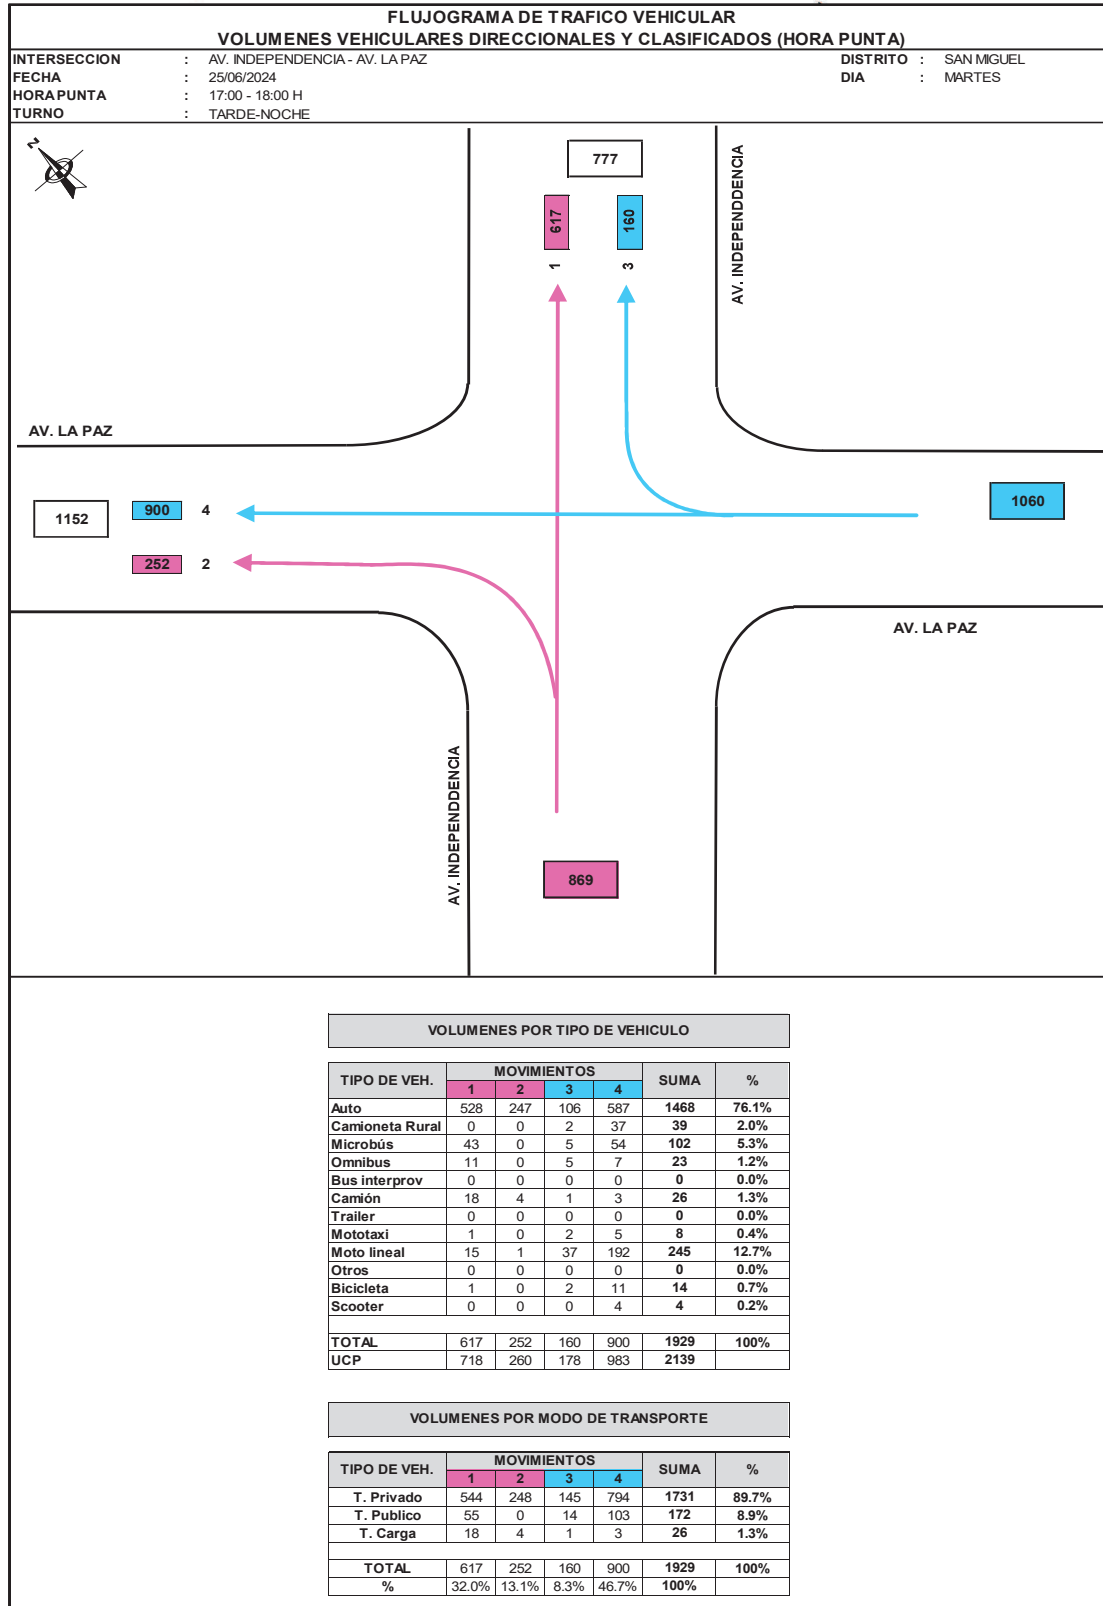 FLUJOGRAMA DE TRAFICO VEHICULAR
VOLUMENES VEHICULARES DIRECCIONALES Y CLASIFICADOS (HORA PUNTA)
INTERSECCION : AV. INDEPENDENCIA - AV. LA PAZ DISTRITO : SAN MIGUEL
FECHA : 25/06/2024 DIA : MARTES
HORA PUNTA : 17:00 - 18:00 H
TURNO : TARDE-NOCHE
N
777
617 160
1 3
AV. INDEPENDDENCIA
AV. LA PAZ
1152
900 4
252 2
1060
AV. LA PAZ
AV. INDEPENDDENCIA
869
VOLUMENES POR TIPO DE VEHICULO
TIPO DE VEH. MOVIMIENTOS SUMA %
1 2 3 4
Auto 528 247 106 587 1468 76.1%
Camioneta Rural 0 0 2 37 39 2.0%
Microbús 43 0 5 54 102 5.3%
Omnibus 11 0 5 7 23 1.2%
Bus interprov 0 0 0 0 0 0.0%
Camión 18 4 1 3 26 1.3%
Trailer 0 0 0 0 0 0.0%
Mototaxi 1 0 2 5 8 0.4%
Moto lineal 15 1 37 192 245 12.7%
Otros 0 0 0 0 0 0.0%
Bicicleta 1 0 2 11 14 0.7%
Scooter 0 0 0 4 4 0.2%
TOTAL 617 252 160 900 1929 100%
UCP 718 260 178 983 2139
VOLUMENES POR MODO DE TRANSPORTE
TIPO DE VEH. MOVIMIENTOS SUMA %
1 2 3 4
T. Privado 544 248 145 794 1731 89.7%
T. Publico 55 0 14 103 172 8.9%
T. Carga 18 4 1 3 26 1.3%
TOTAL 617 252 160 900 1929 100%
% 32.0% 13.1% 8.3% 46.7% 100%